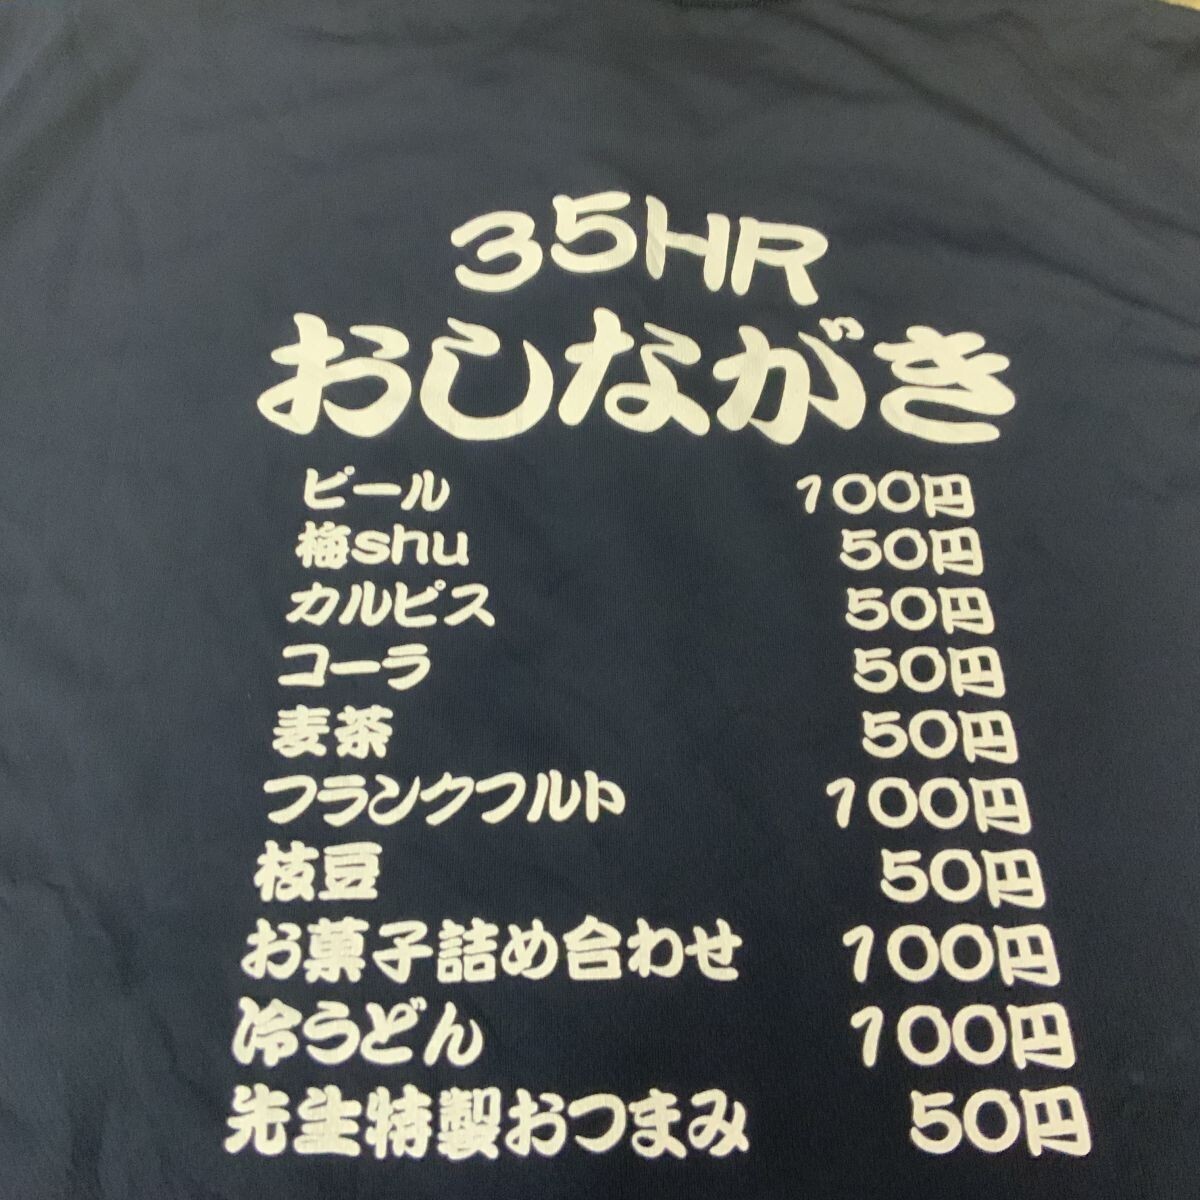 35HR
おしながき
ビール 100円
梅shu 50円
カルピス 50円
コーラ 50円
麦茶 50円
フランクフルト 100円
枝豆 50円
お菓子詰め合わせ 100円
冷うどん 100円
先生特製おつまみ 50円